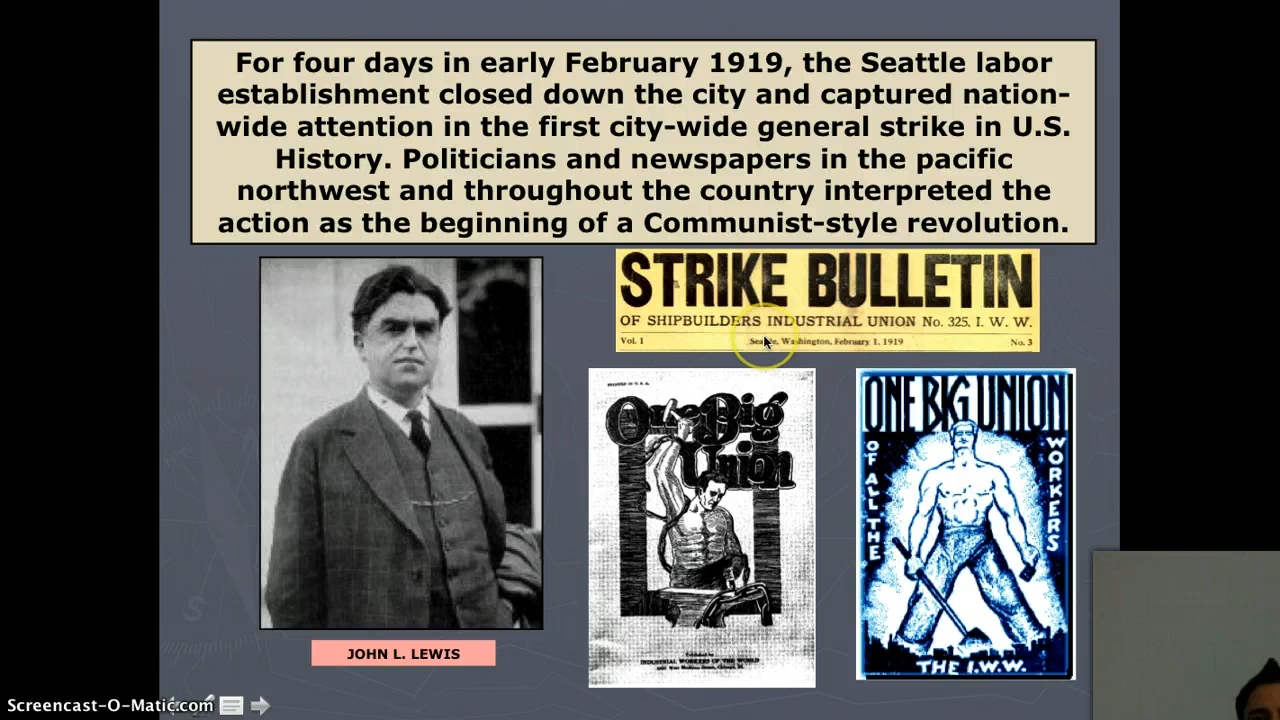 For four days in early February 1919, the Seattle labor
establishment closed down the city and captured nation-
wide attention in the first city-wide general strike in U.S.
History. Politicians and newspapers in the pacific
northwest and throughout the country interpreted the
action as the beginning of a Communist-style revolution.
STRIKE BULLETIN
OF SHIPBUILDERS INDUSTRIAL UNION No. 325, I. W. W.
Vol. 1 Seattle, Washington, February 1, 1919 No. 3
PRINTED IN U.S.A.
One Big
Union
Published by
INDUSTRIAL WORKERS OF THE WORLD
ONE BIG UNION
OF ALL THE
WORKERS
THE I.W.W.
JOHN L. LEWIS
Screencast-O-Matic.com